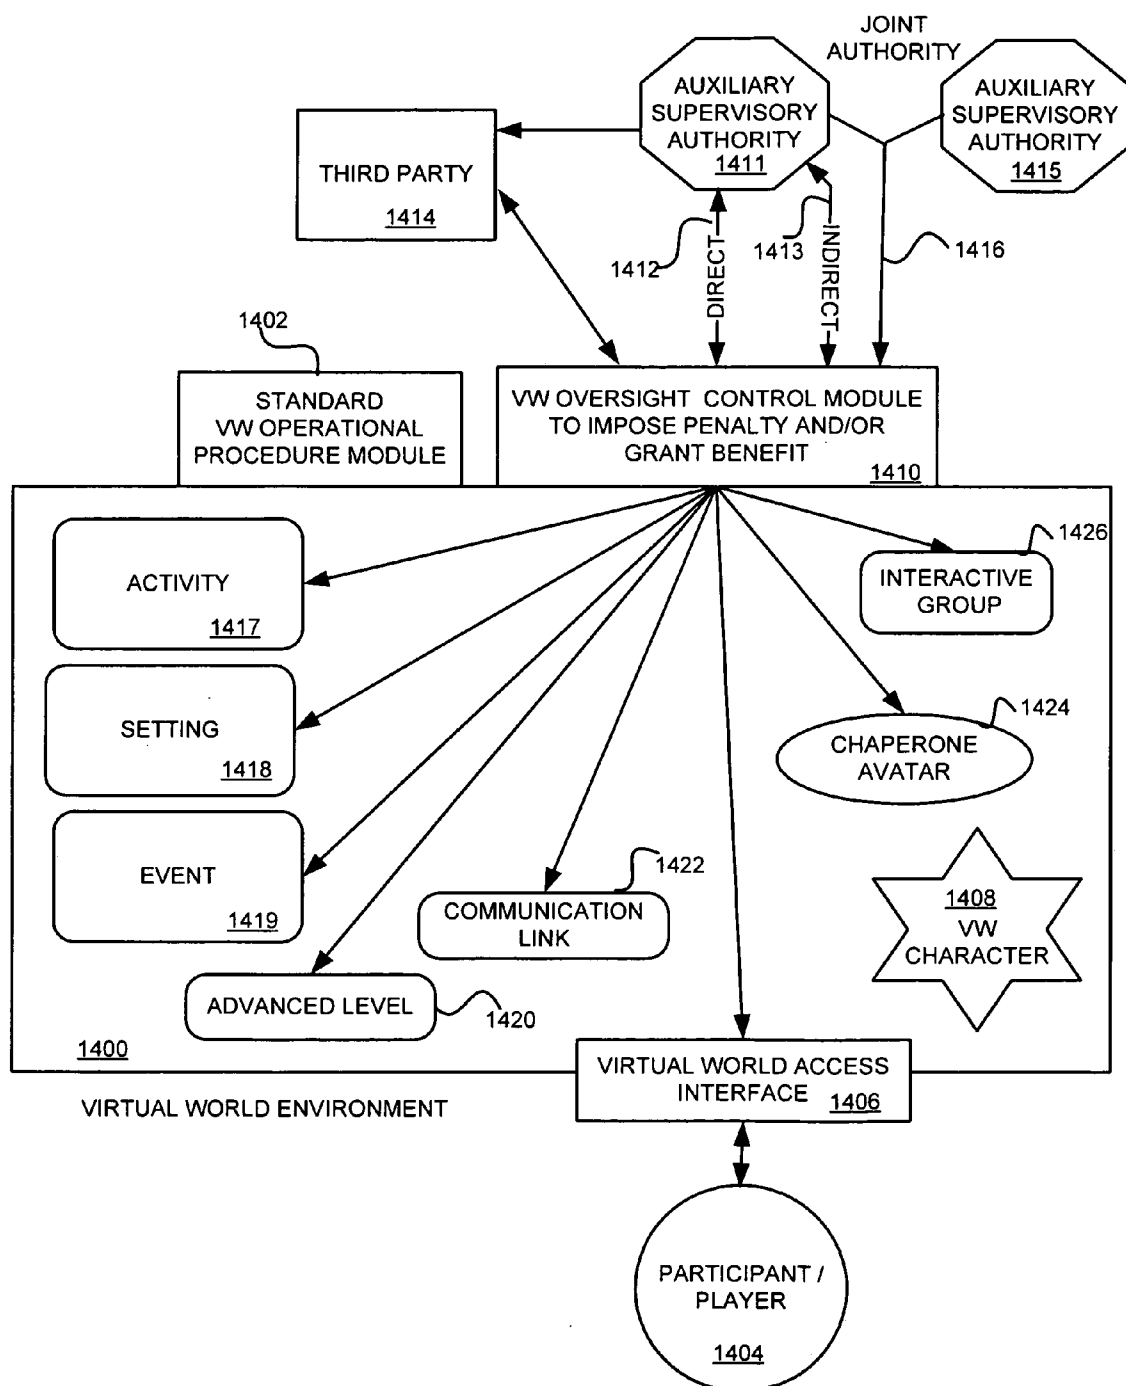 JOINT
AUTHORITY
AUXILIARY
SUPERVISORY
AUTHORITY
1411
AUXILIARY
SUPERVISORY
AUTHORITY
1415
THIRD PARTY
1414
1412
DIRECT
1413
INDIRECT
1416
1402
STANDARD
VW OPERATIONAL
PROCEDURE MODULE
VW OVERSIGHT CONTROL MODULE
TO IMPOSE PENALTY AND/OR
GRANT BENEFIT
1410
ACTIVITY
1417
1426
INTERACTIVE
GROUP
SETTING
1418
1424
CHAPERONE
AVATAR
EVENT
1419
1422
COMMUNICATION
LINK
1408
VW
CHARACTER
ADVANCED LEVEL
1420
1400
VIRTUAL WORLD ACCESS
INTERFACE
1406
VIRTUAL WORLD ENVIRONMENT
PARTICIPANT /
PLAYER
1404